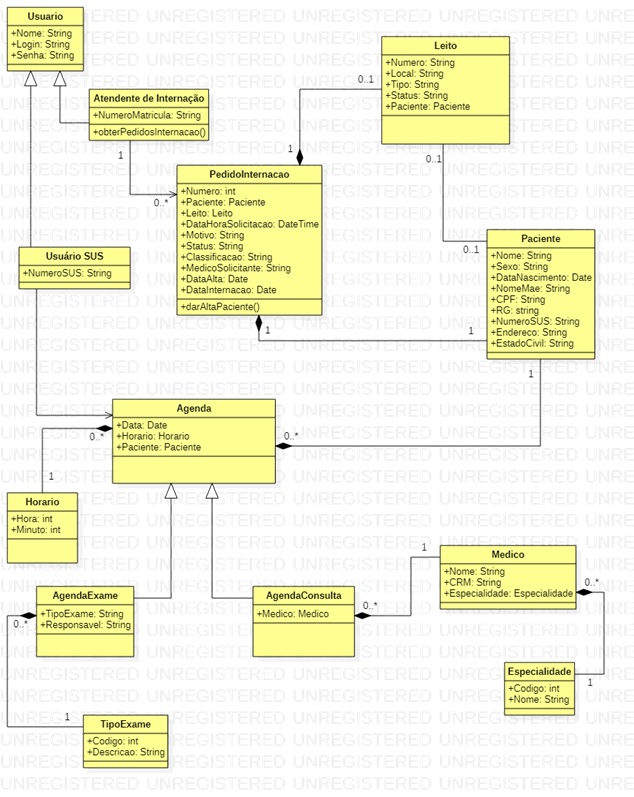 Usuario
+Nome: String
+Login: String
+Senha: String
Leito
+Numero: String
+Local: String
+Tipo: String
+Status: String
+Paciente: Paciente
Atendente de Internação
+NumeroMatricula: String
+obterPedidosInternacao()
0..1
1
1
0..*
0..1
0..1
PedidoInternacao
+Numero: int
+Paciente: Paciente
+Leito: Leito
+DataHoraSolicitacao: DateTime
+Motivo: String
+Status: String
+Classificacao: String
+MedicoSolicitante: String
+DataAlta: Date
+DataInternacao: Date
+darAltaPaciente()
Usuário SUS
+NumeroSUS: String
Paciente
+Nome: String
+Sexo: String
+DataNascimento: Date
+NomeMae: String
+CPF: String
+RG: string
+NumeroSUS: String
+Endereco: String
+EstadoCivil: String
1
1
1
Agenda
+Data: Date
+Horario: Horario
+Paciente: Paciente
0..*
0..*
1
Horario
+Hora: int
+Minuto: int
AgendaExame
+TipoExame: String
+Responsavel: String
0..*
1
TipoExame
+Codigo: int
+Descricao: String
AgendaConsulta
+Medico: Medico
0..*
1
Medico
+Nome: String
+CRM: String
+Especialidade: Especialidade
0..*
1
Especialidade
+Codigo: int
+Nome: String
UNREGISTERED